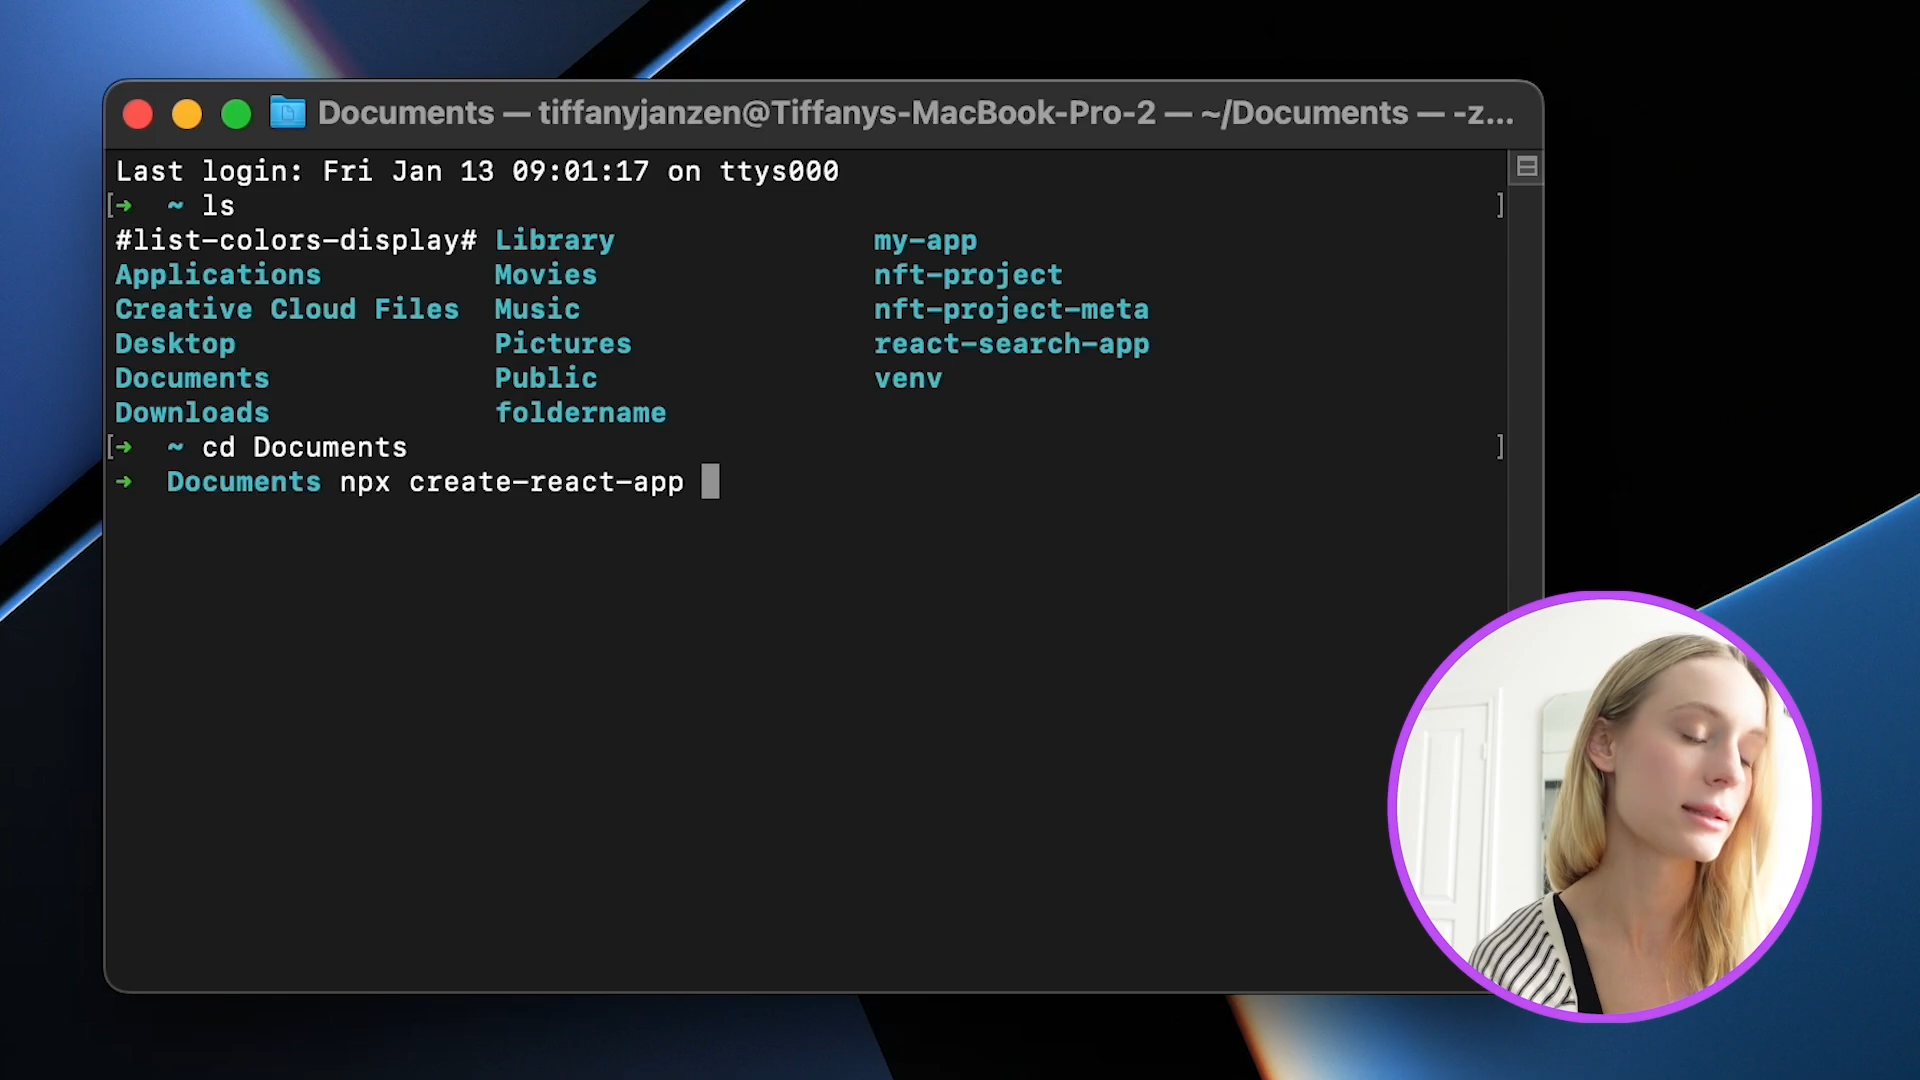 Documents — tiffanyjanzen@Tiffanys-MacBook-Pro-2 — ~/Documents — -z...
Last login: Fri Jan 13 09:01:17 on ttys000
[➜  ~ ls ]
#list-colors-display# Library my-app
Applications Movies nft-project
Creative Cloud Files Music nft-project-meta
Desktop Pictures react-search-app
Documents Public venv
Downloads foldername
[➜  ~ cd Documents ]
➜  Documents npx create-react-app